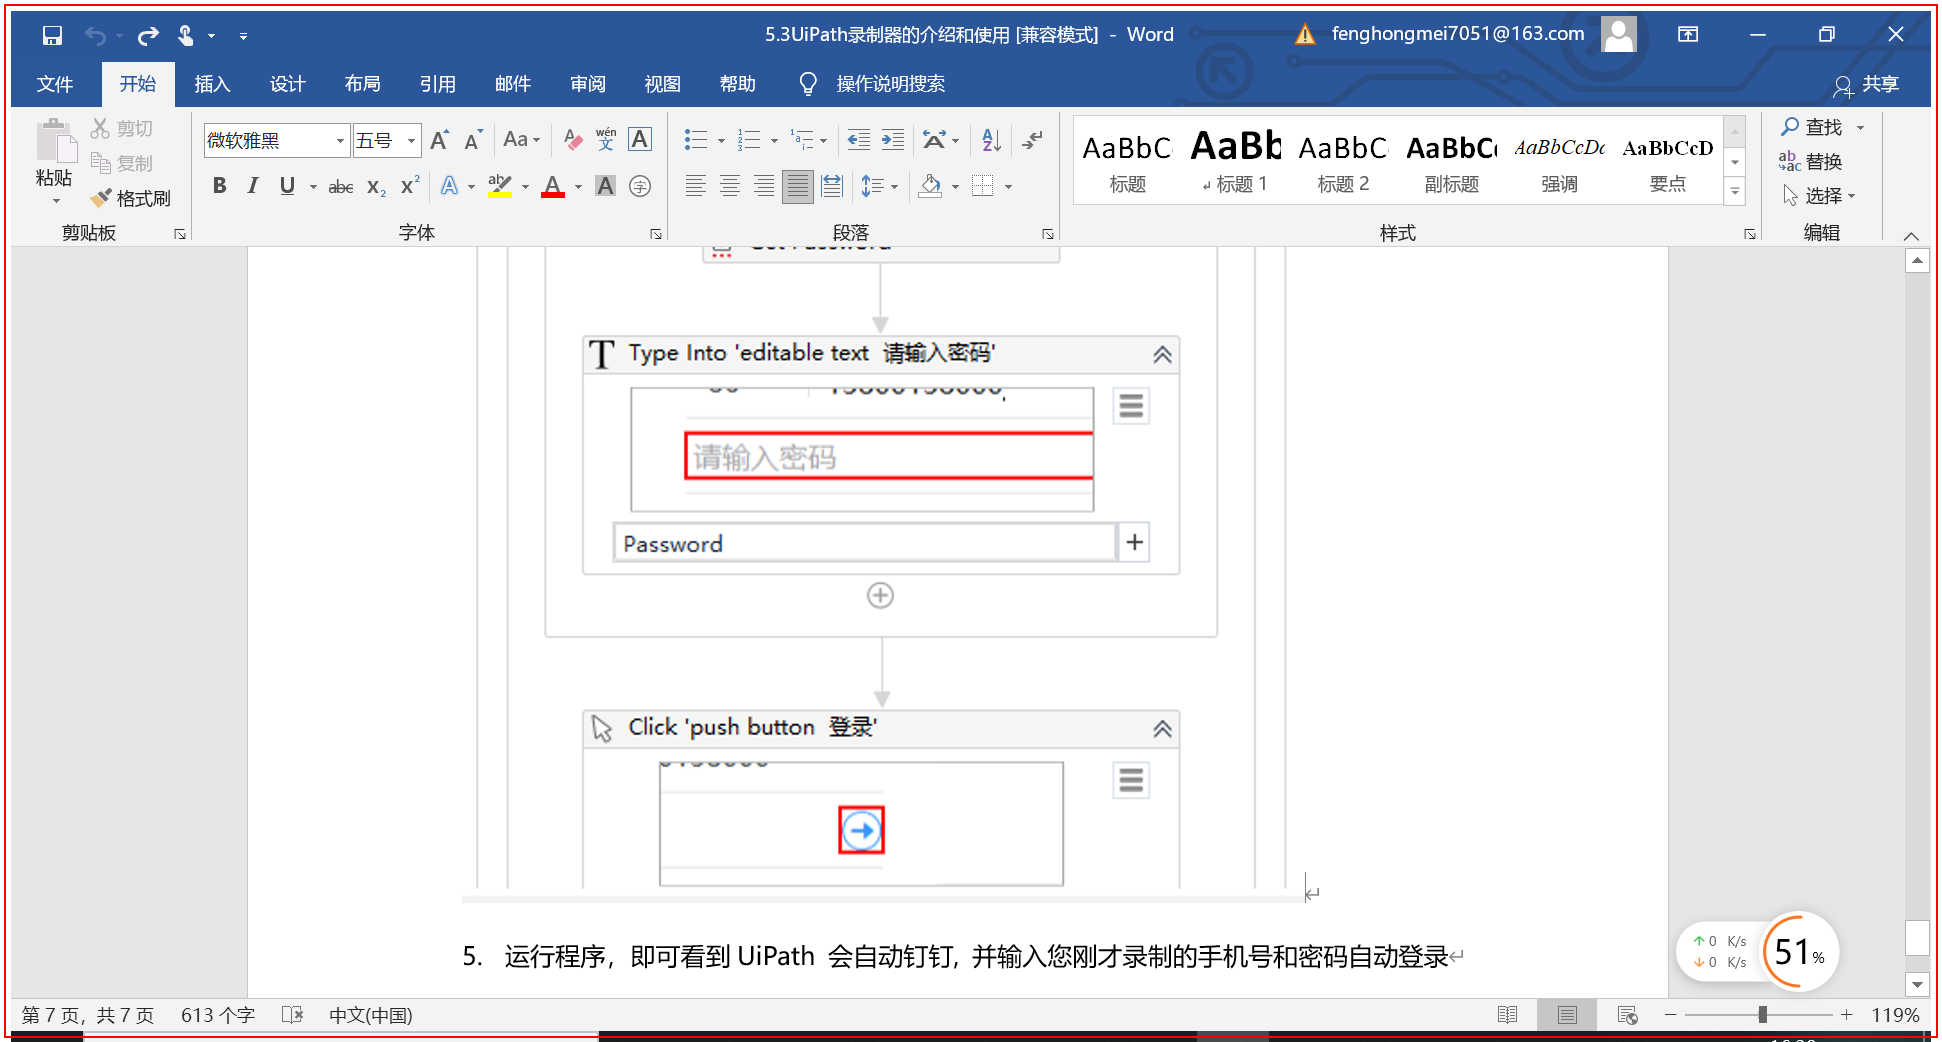 5.3UiPath录制器的介绍和使用 [兼容模式] - Word
fenghongmei7051@163.com
文件 开始 插入 设计 布局 引用 邮件 审阅 视图 帮助 操作说明搜索 共享
粘贴
剪切
复制
格式刷
剪贴板
微软雅黑 五号
字体
段落
AaBbC AaBb AaBbC AaBbC AaBbCcDc AaBbCcD
标题 标题 1 标题 2 副标题 强调 要点
样式
查找
替换
选择
编辑
Type Into 'editable text 请输入密码'
请输入密码
Password
Click 'push button 登录'
5. 运行程序，即可看到 UiPath 会自动钉钉, 并输入您刚才录制的手机号和密码自动登录
0 K/s
0 K/s
51%
第 7 页，共 7 页 613 个字 中文(中国) 119%